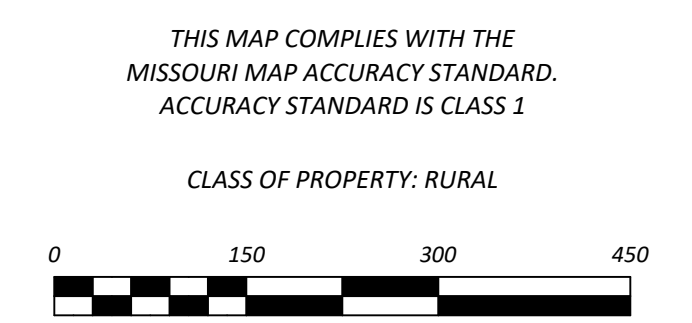 THIS MAP COMPLIES WITH THE
MISSOURI MAP ACCURACY STANDARD.
ACCURACY STANDARD IS CLASS 1
CLASS OF PROPERTY: RURAL
0 150 300 450